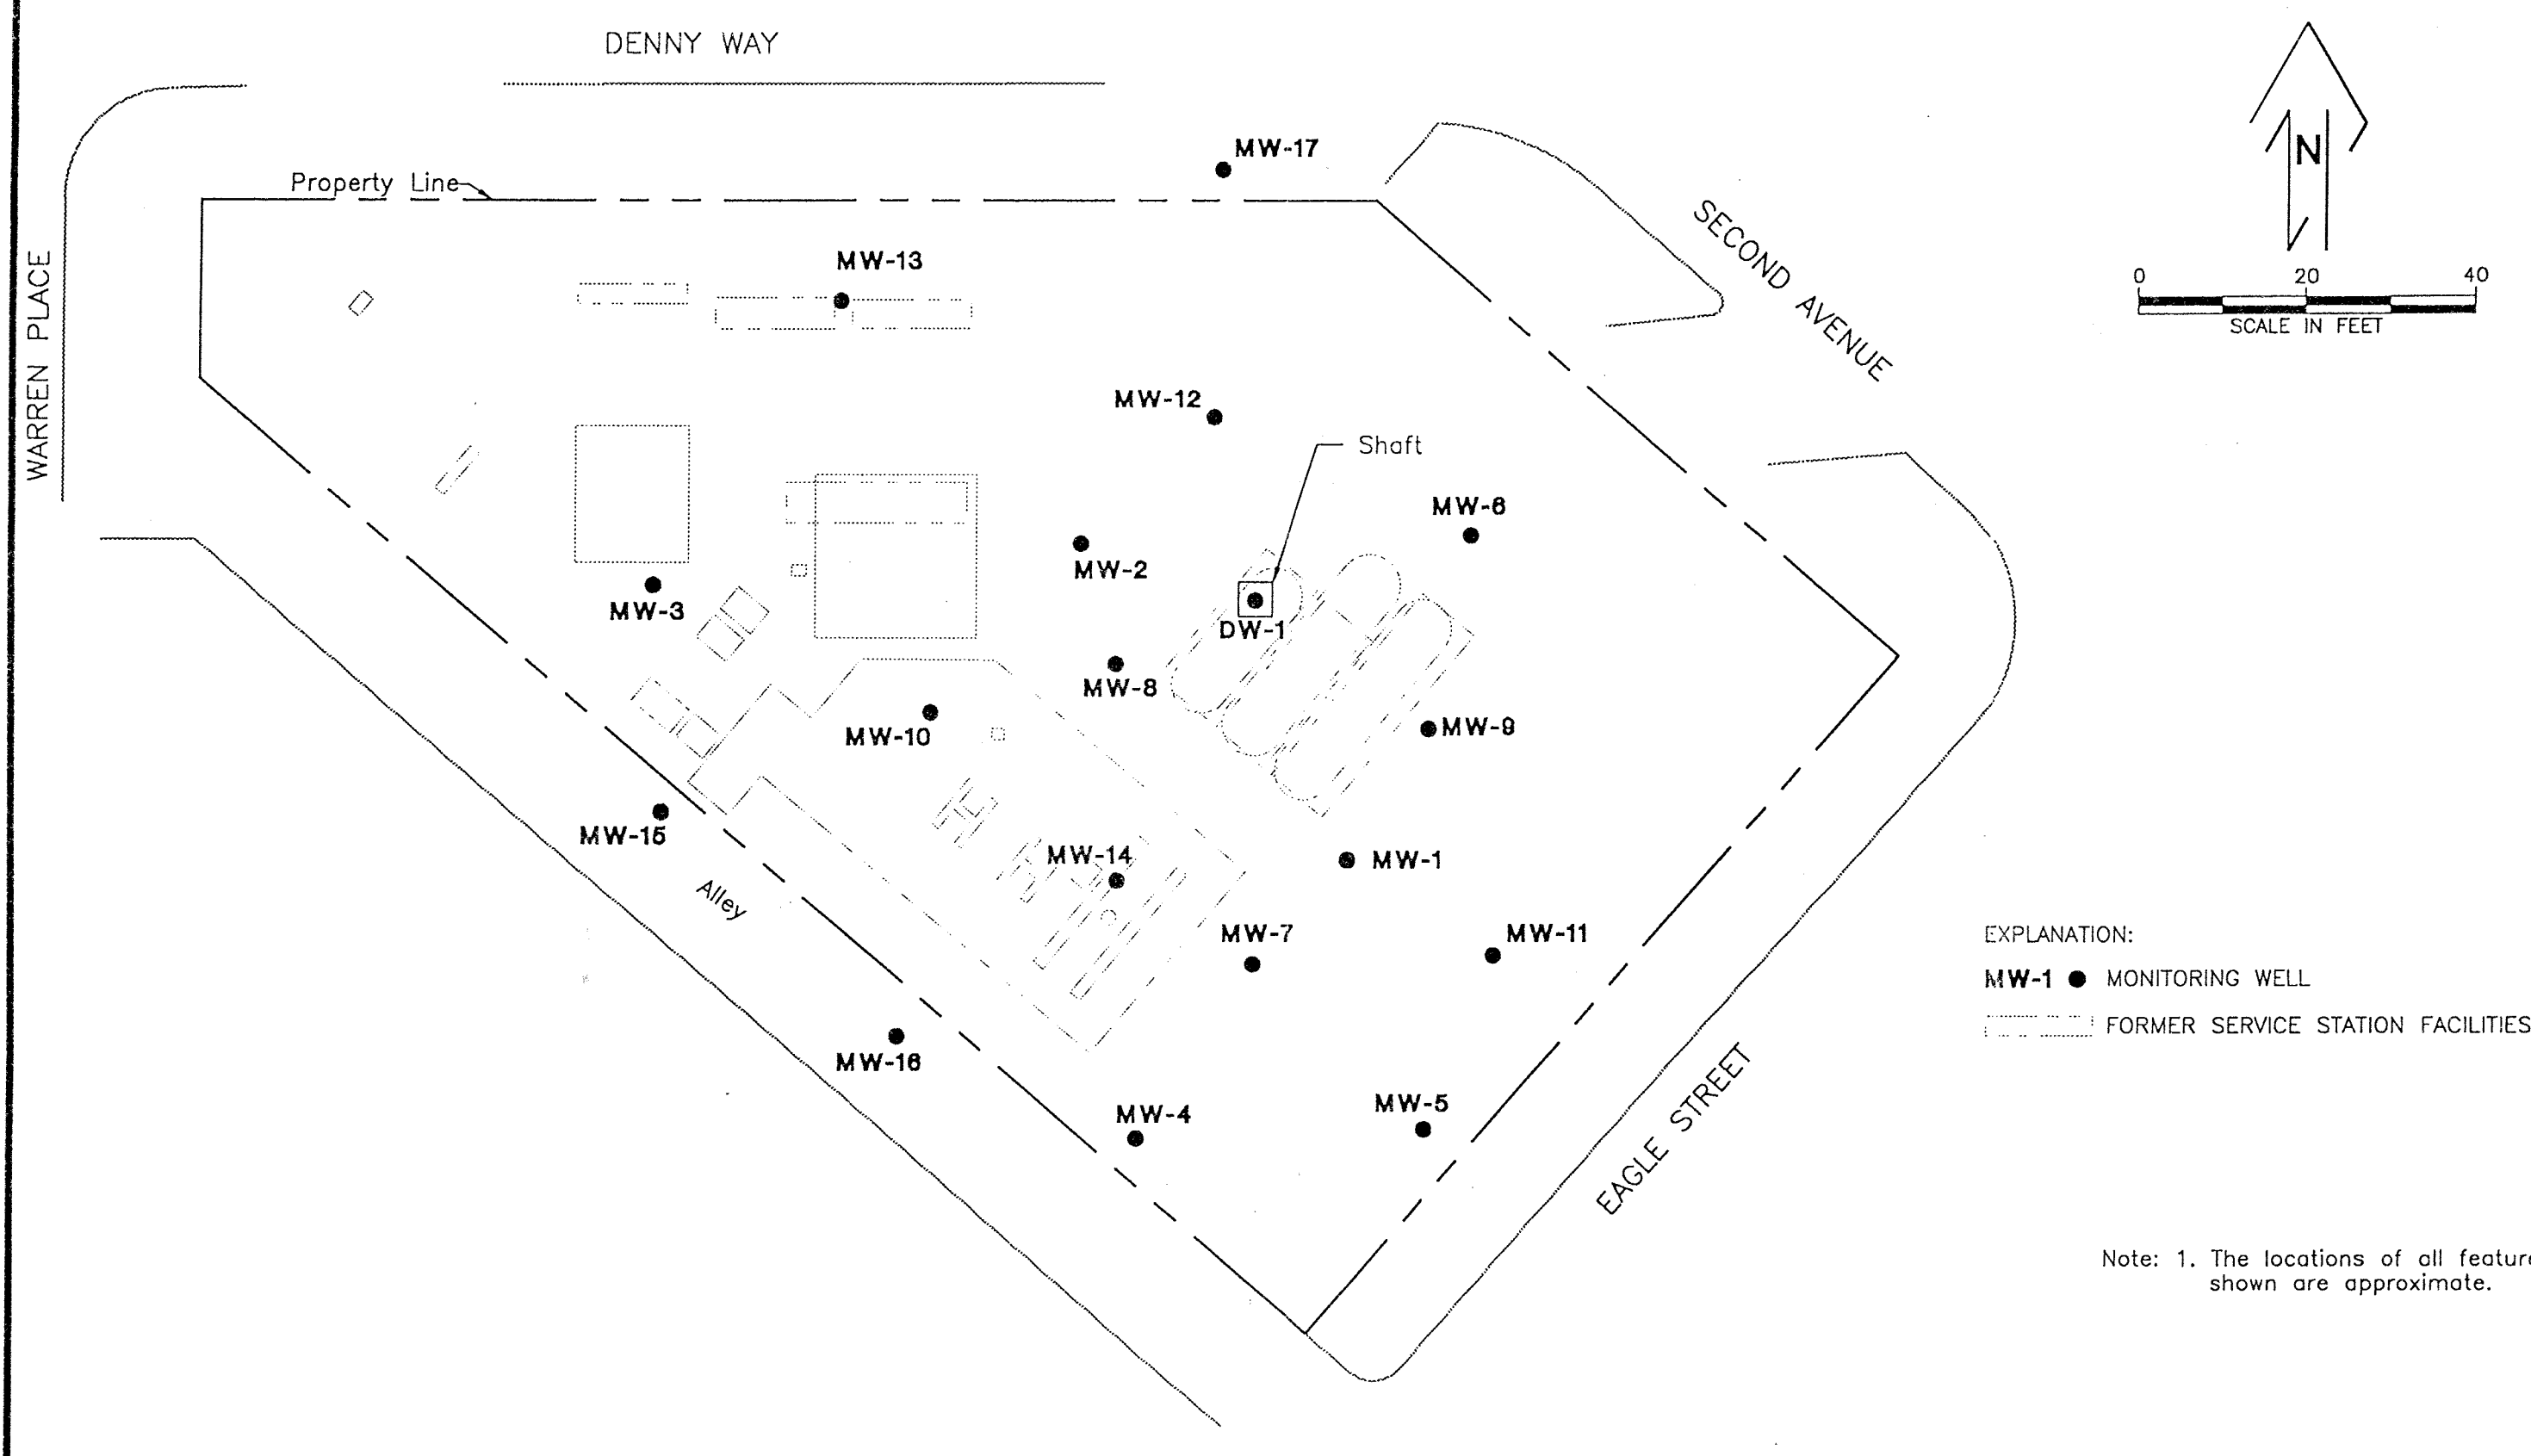 DENNY WAY
MW-17
Property Line
N
SECOND AVENUE
WARREN PLACE
MW-13
0 20 40
SCALE IN FEET
MW-12
Shaft
MW-6
MW-2
MW-3
DW-1
MW-8
MW-10
MW-9
MW-15
MW-14
MW-1
Alley
MW-7
MW-11
EXPLANATION:
MW-1 MONITORING WELL
FORMER SERVICE STATION FACILITIES
MW-16
MW-4
MW-5
EAGLE STREET
Note: 1. The locations of all feature
shown are approximate.